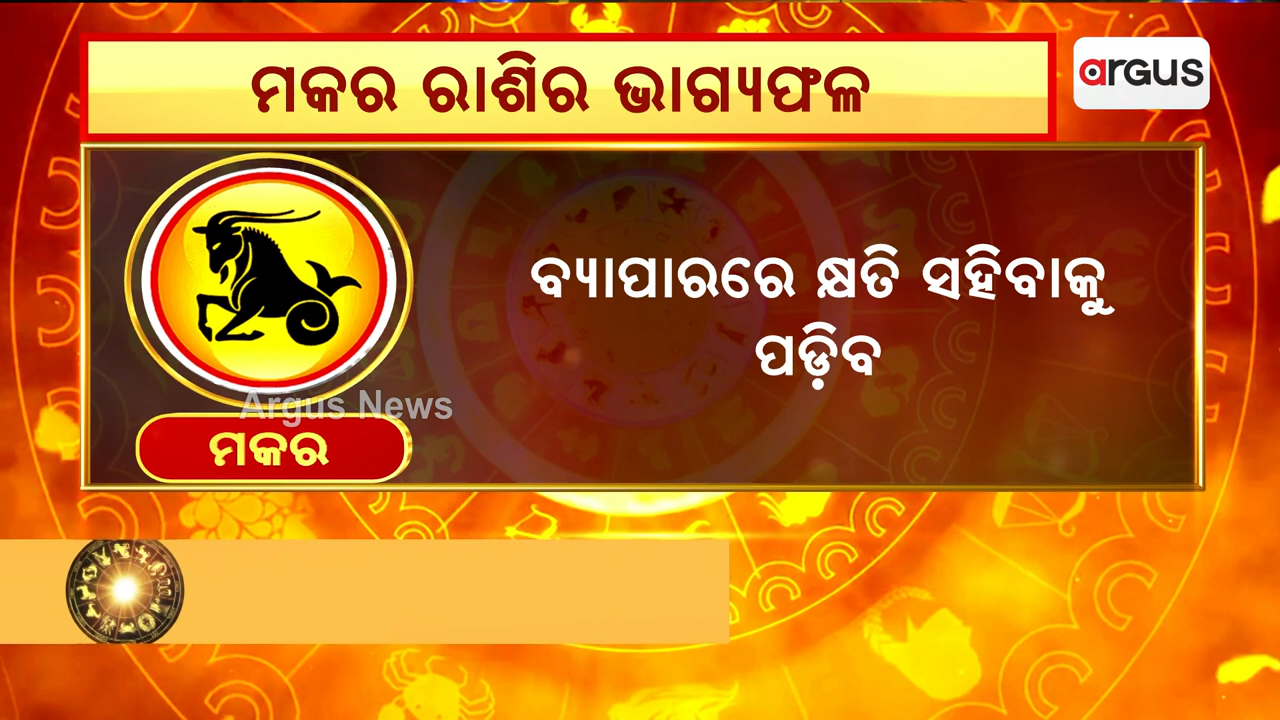 ମକର ରାଶିର ଭାଗ୍ୟଫଳ
argus
ବ୍ୟାପାରରେ କ୍ଷତି ସହିବାକୁ
ପଡ଼ିବ
Argus News
ମକର